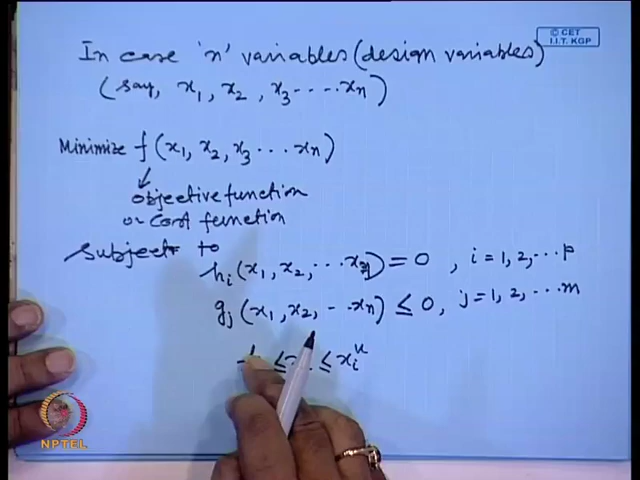 © CET
I.I.T. KGP
In case 'n' variables (design variables)
(say, x₁, x₂, x₃ ---- xₙ)
Minimize f(x₁, x₂, x₃ ... xₙ)
objective function
or Cost function
Subject to
hᵢ(x₁, x₂, ... xₙ) = 0 , i = 1, 2, ... p
gⱼ(x₁, x₂, - .. xₙ) ≤ 0, j = 1, 2, ... m
≤ ≤ xᵢᵘ
NPTEL